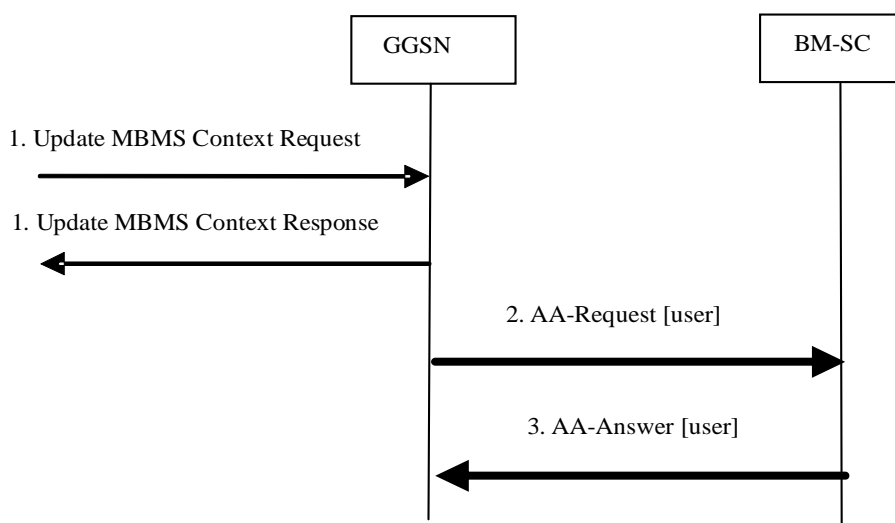 GGSN
BM-SC
1. Update MBMS Context Request
1. Update MBMS Context Response
2. AA-Request [user]
3. AA-Answer [user]